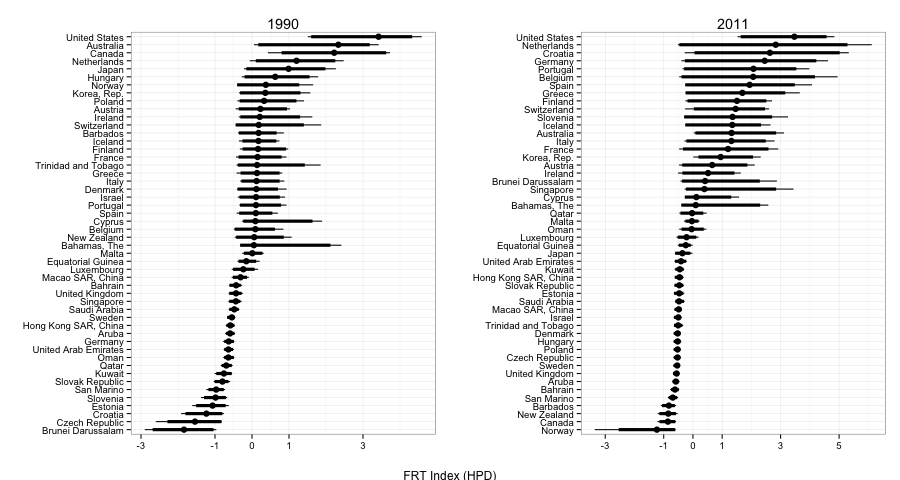 1990
United States
Australia
Canada
Netherlands
Japan
Hungary
Norway
Korea, Rep.
Poland
Austria
Ireland
Switzerland
Barbados
Iceland
Finland
France
Trinidad and Tobago
Greece
Italy
Denmark
Israel
Portugal
Spain
Cyprus
Belgium
New Zealand
Bahamas, The
Malta
Equatorial Guinea
Luxembourg
Macao SAR, China
Bahrain
United Kingdom
Singapore
Saudi Arabia
Sweden
Hong Kong SAR, China
Aruba
Germany
United Arab Emirates
Oman
Qatar
Kuwait
Slovak Republic
San Marino
Slovenia
Estonia
Croatia
Czech Republic
Brunei Darussalam
-3 -1 0 1 3
2011
United States
Netherlands
Croatia
Germany
Portugal
Belgium
Spain
Greece
Finland
Switzerland
Slovenia
Iceland
Australia
Italy
France
Korea, Rep.
Austria
Ireland
Brunei Darussalam
Singapore
Cyprus
Bahamas, The
Qatar
Malta
Oman
Luxembourg
Equatorial Guinea
Japan
United Arab Emirates
Kuwait
Hong Kong SAR, China
Slovak Republic
Estonia
Saudi Arabia
Macao SAR, China
Israel
Trinidad and Tobago
Denmark
Hungary
Poland
Czech Republic
Sweden
United Kingdom
Aruba
Bahrain
San Marino
Barbados
New Zealand
Canada
Norway
-3 -1 0 1 3 5
FRT Index (HPD)